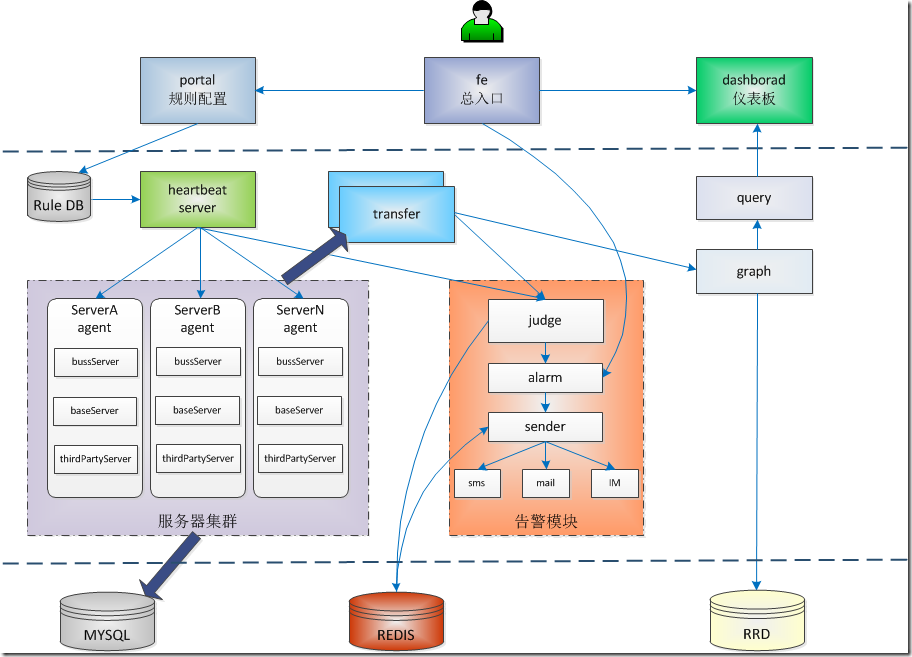 portal
规则配置
fe
总入口
dashborad
仪表板
Rule DB
heartbeat
server
transfer
query
graph
ServerA
agent
bussServer
baseServer
thirdPartyServer
ServerB
agent
bussServer
baseServer
thirdPartyServer
ServerN
agent
bussServer
baseServer
thirdPartyServer
服务器集群
judge
alarm
sender
sms
mail
IM
告警模块
MYSQL
REDIS
RRD